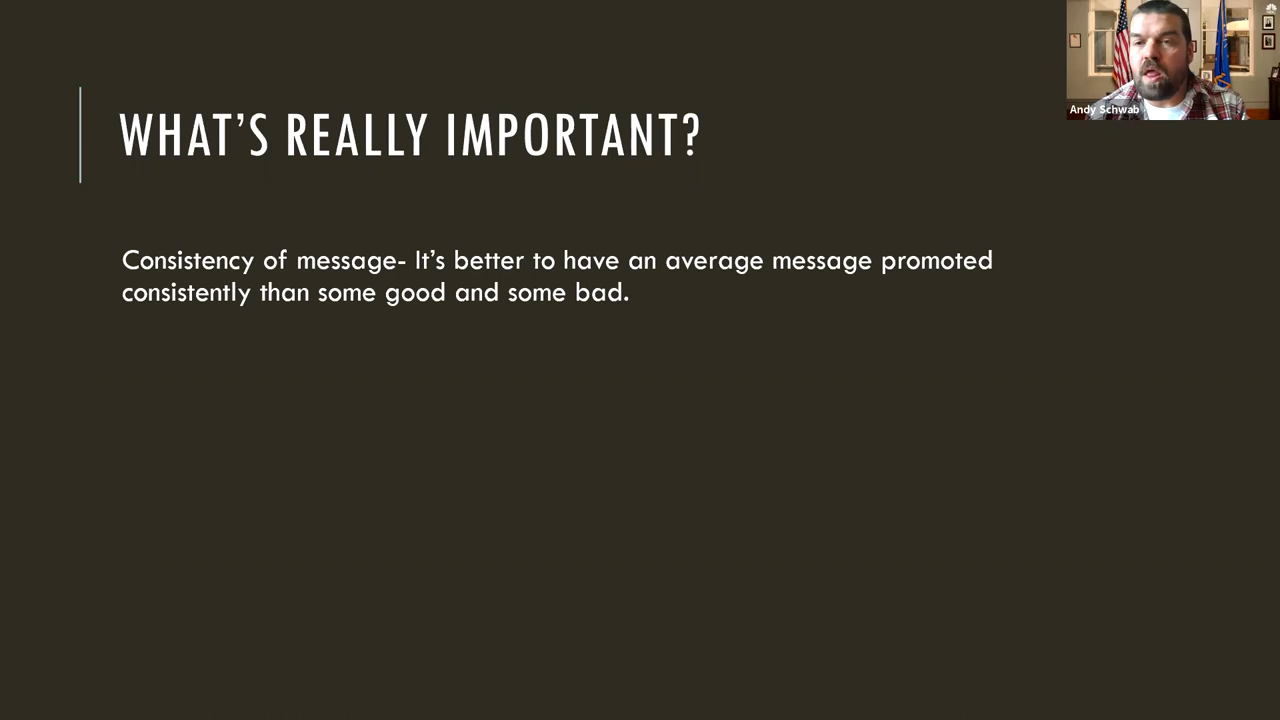 WHAT'S REALLY IMPORTANT?
Consistency of message- It's better to have an average message promoted
consistently than some good and some bad.
Andy Schwab